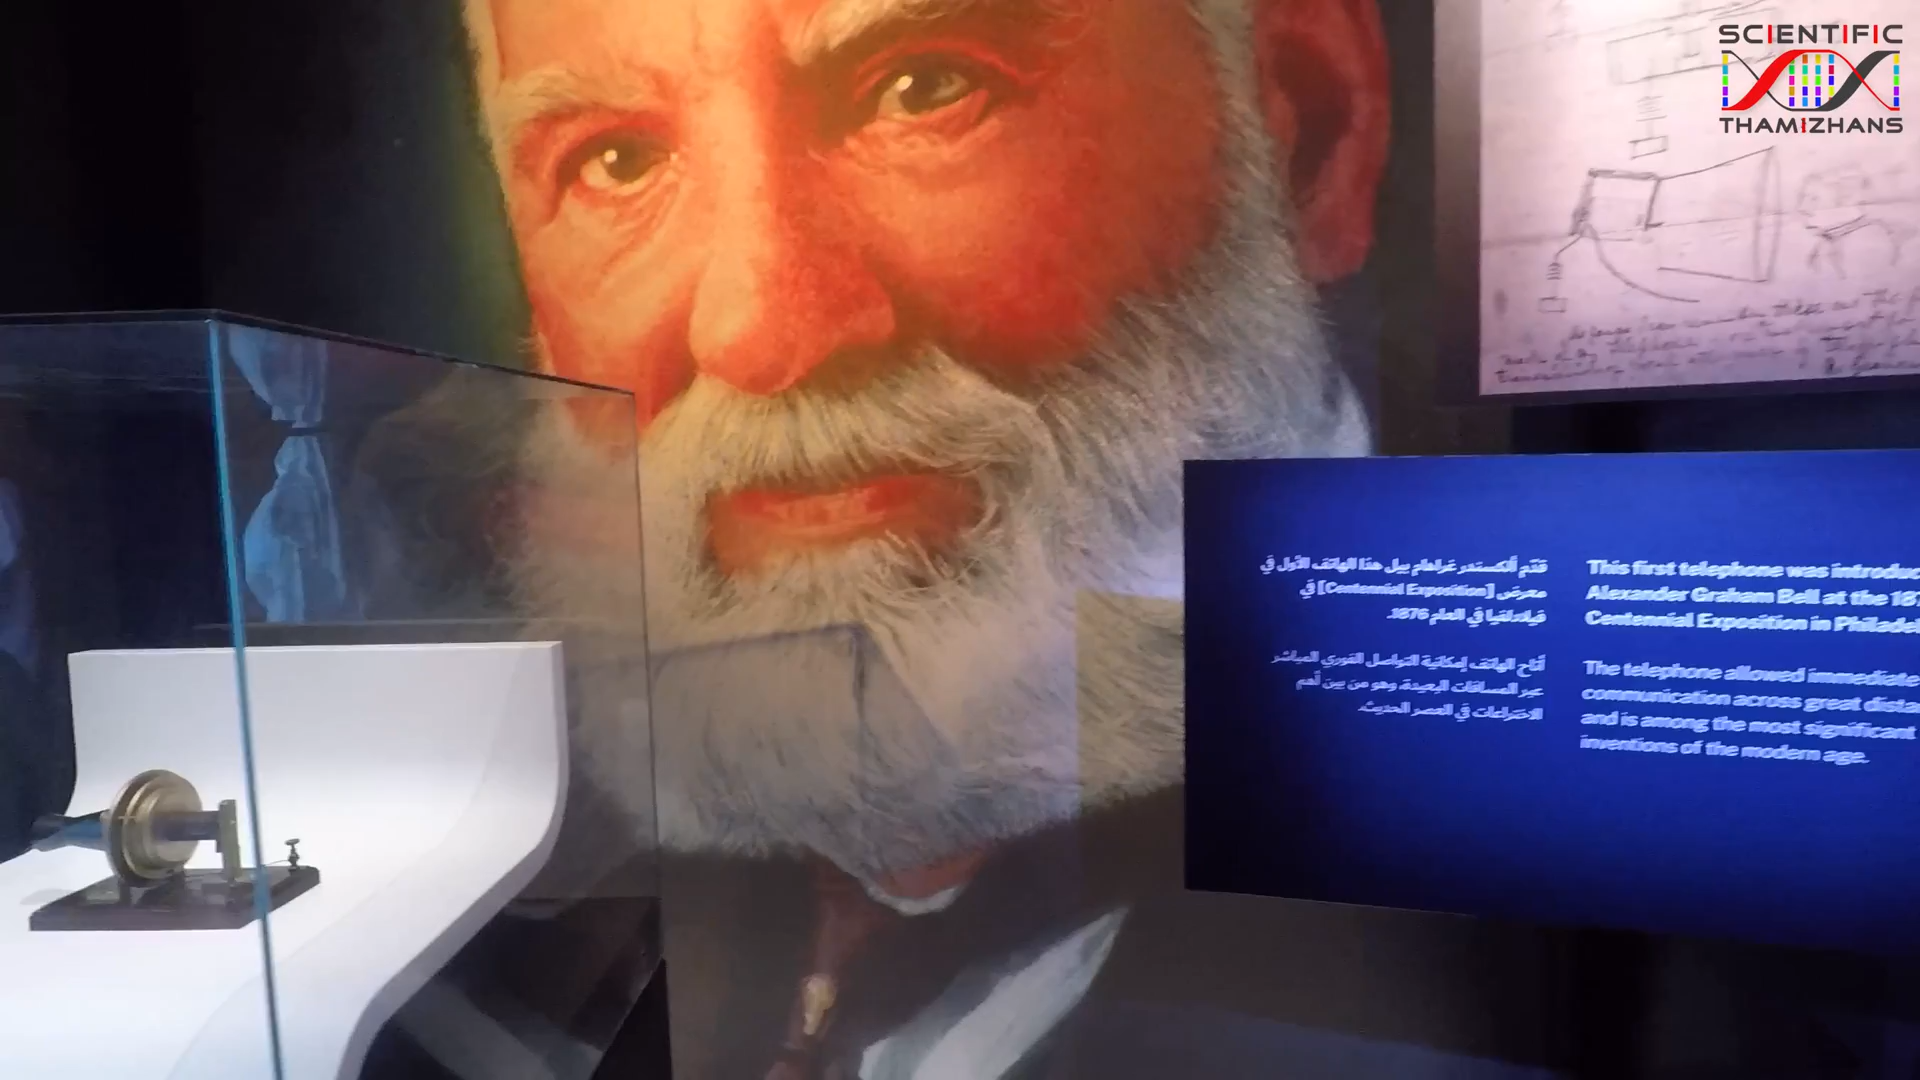 SCIENTIFIC
THAMIZHANS
قدّم ألكسندر غراهام بيل هذا الهاتف الأول في
معرض [Centennial Exposition] في
فيلادلفيا في العام 1876.
أتاح الهاتف إمكانية التواصل الفوري المباشر
عبر المسافات البعيدة، وهو من بين أهم
الاختراعات في العصر الحديث.
This first telephone was introduc
Alexander Graham Bell at the 187
Centennial Exposition in Philadel
The telephone allowed immediate
communication across great dista
and is among the most significant
inventions of the modern age.